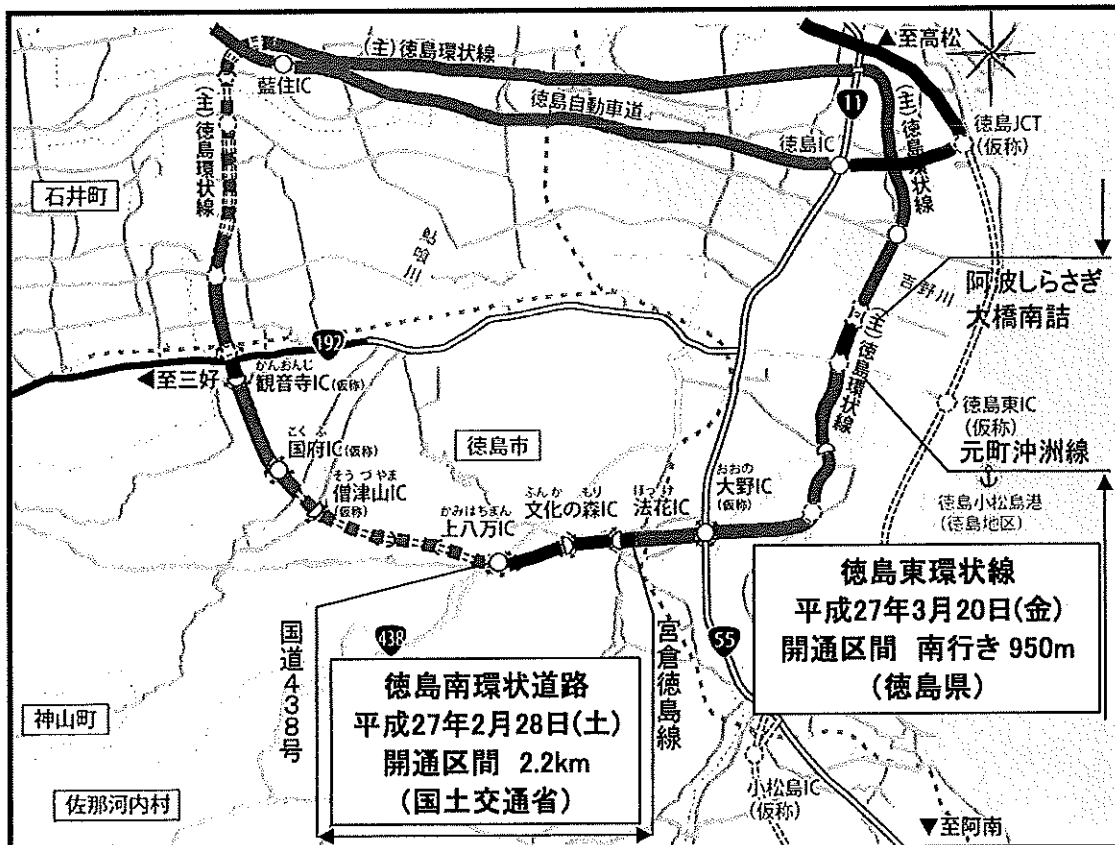 ▲至高松
(主)徳島環状線
藍住IC
徳島自動車道
11
(主)徳島環状線
徳島JCT
(仮称)
徳島IC
(主)徳島環状線
石井町
鮎喰川
吉野川
阿波しらさぎ
大橋南詰
(主)徳島環状線
192
◀至三好
かんおんじ
観音寺IC(仮称)
徳島東IC
(仮称)
こくふ
国府IC(仮称)
徳島市
元町沖洲線
そうづやま
僧津山IC
(仮称)
かみはちまん
上八万IC
ぶんか もり
文化の森IC
ほっけ
法花IC
おおの
大野IC
(仮称)
徳島小松島港
(徳島地区)
徳島東環状線
平成27年3月20日(金)
開通区間 南行き 950m
(徳島県)
国道438号
438
宮倉徳島線
55
徳島南環状道路
平成27年2月28日(土)
開通区間 2.2km
(国土交通省)
神山町
佐那河内村
小松島IC
(仮称)
▼至阿南